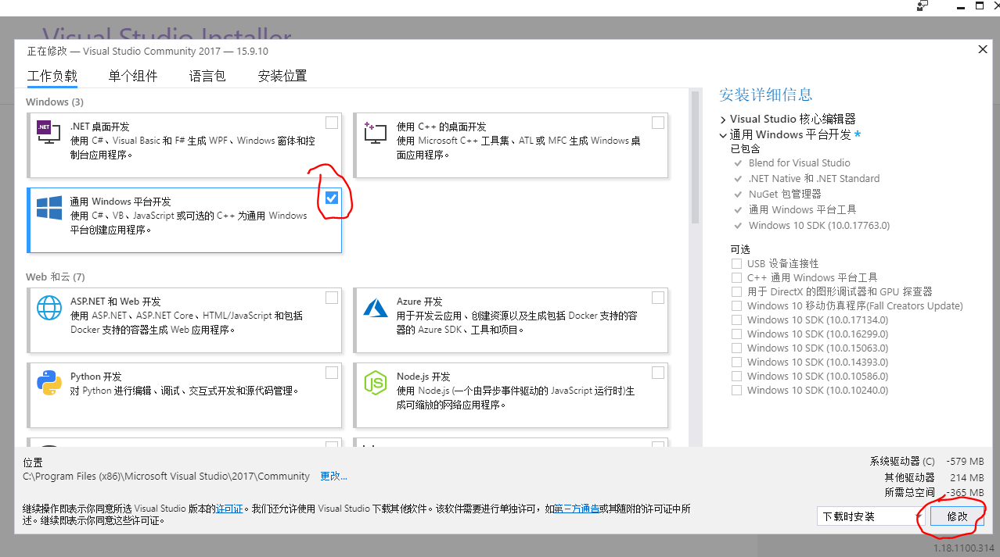 Visual Studio Installer
正在修改 — Visual Studio Community 2017 — 15.9.10
工作负载 单个组件 语言包 安装位置
Windows (3)
.NET
.NET 桌面开发
使用 C#、Visual Basic 和 F# 生成 WPF、Windows 窗体和控
制台应用程序。
使用 C++ 的桌面开发
使用 Microsoft C++ 工具集、ATL 或 MFC 生成 Windows 桌
面应用程序。
通用 Windows 平台开发
使用 C#、VB、JavaScript 或可选的 C++ 为通用 Windows
平台创建应用程序。
Web 和云 (7)
ASP.NET 和 Web 开发
使用 ASP.NET、ASP.NET Core、HTML/JavaScript 和包括
Docker 支持的容器生成 Web 应用程序。
Azure 开发
用于开发云应用、创建资源以及生成包括 Docker 支持的容
器的 Azure SDK、工具和项目。
Python 开发
对 Python 进行编辑、调试、交互式开发和源代码管理。
JS
Node.js 开发
使用 Node.js (一个由异步事件驱动的 JavaScript 运行时)生
成可缩放的网络应用程序。
安装详细信息
Visual Studio 核心编辑器
通用 Windows 平台开发 *
已包含
Blend for Visual Studio
.NET Native 和 .NET Standard
NuGet 包管理器
通用 Windows 平台工具
Windows 10 SDK (10.0.17763.0)
可选
USB 设备连接性
C++ 通用 Windows 平台工具
用于 DirectX 的图形调试器和 GPU 探查器
Windows 10 移动仿真程序(Fall Creators Update)
Windows 10 SDK (10.0.17134.0)
Windows 10 SDK (10.0.16299.0)
Windows 10 SDK (10.0.15063.0)
Windows 10 SDK (10.0.14393.0)
Windows 10 SDK (10.0.10586.0)
Windows 10 SDK (10.0.10240.0)
位置
C:\Program Files (x86)\Microsoft Visual Studio\2017\Community 更改...
继续操作即表示你同意所选 Visual Studio 版本的许可证。我们还允许使用 Visual Studio 下载其他软件。该软件需要进行单独许可，如第三方通告或其随附的许可证中所
述。继续即表示你同意这些许可证。
系统驱动器 (C) -579 MB
其他驱动器 214 MB
所需总空间 -365 MB
下载时安装 修改
1.18.1100.314